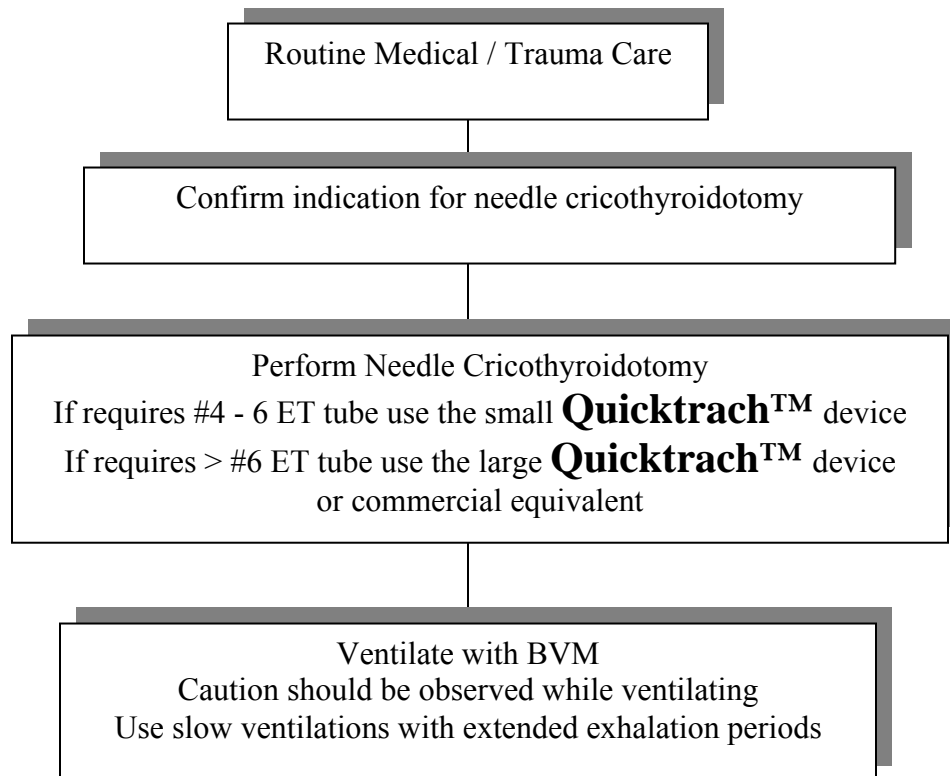 Routine Medical / Trauma Care
Confirm indication for needle cricothyroidotomy
Perform Needle Cricothyroidotomy
If requires #4 - 6 ET tube use the small Quicktrach™ device
If requires > #6 ET tube use the large Quicktrach™ device
or commercial equivalent
Ventilate with BVM
Caution should be observed while ventilating
Use slow ventilations with extended exhalation periods